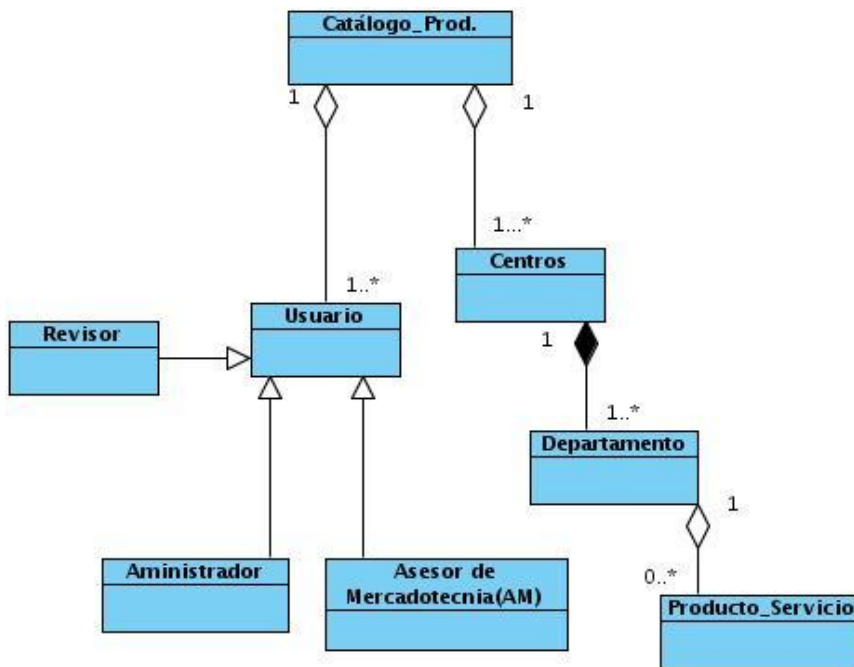 Catálogo_Prod.
1
1
1...*
Centros
1..*
Usuario
Revisor
1
1..*
Departamento
1
Aministrador
Asesor de
Mercadotecnia(AM)
0..*
Producto_Servicio